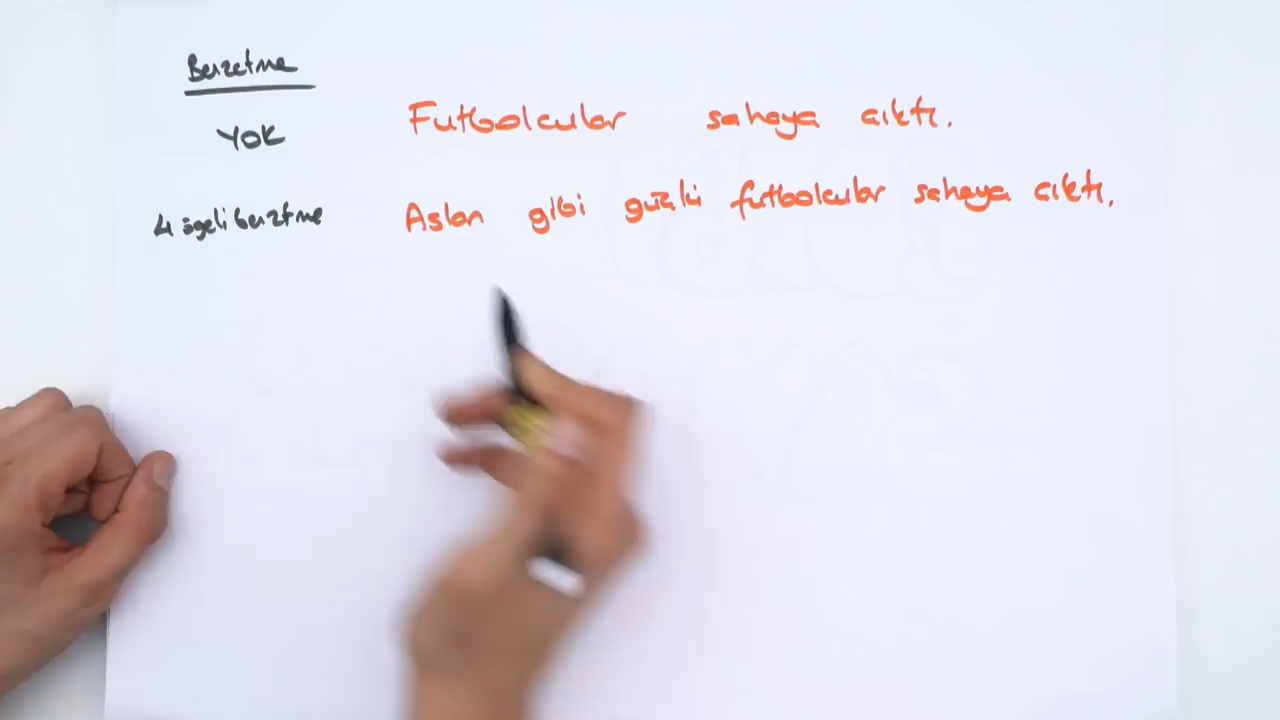 Benzetme
YOK Futbolcular sahaya çıktı.
4 ögeli benzetme Aslan gibi güçlü futbolcular sahaya çıktı.